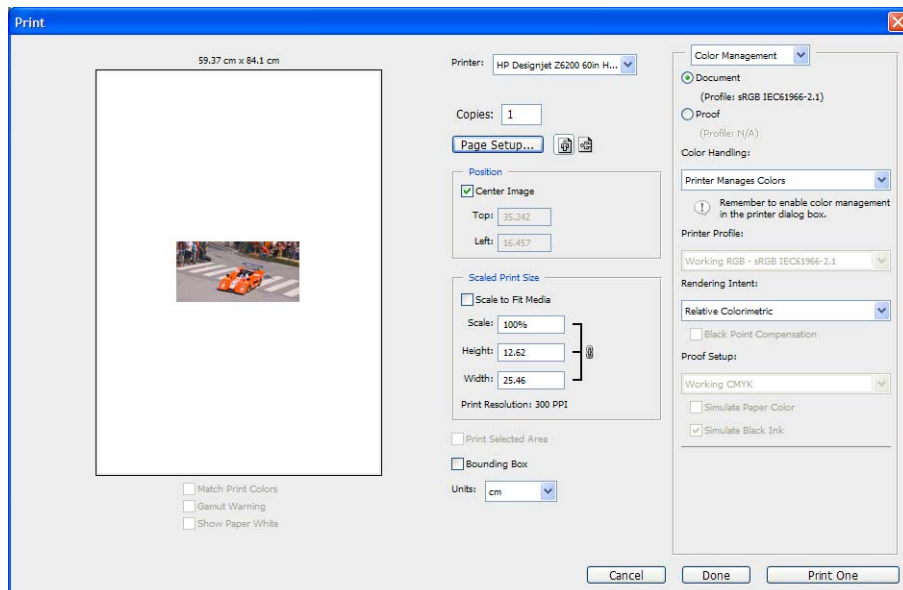 Print
59.37 cm x 84.1 cm
Match Print Colors
Gamut Warning
Show Paper White
Printer: HP Designjet Z6200 60in H...
Copies: 1
Page Setup...
Position
Center Image
Top: 35.242
Left: 16.457
Scaled Print Size
Scale to Fit Media
Scale: 100%
Height: 12.62
Width: 25.46
Print Resolution: 300 PPI
Print Selected Area
Bounding Box
Units: cm
Color Management
Document
(Profile: sRGB IEC61966-2.1)
Proof
(Profile: N/A)
Color Handling:
Printer Manages Colors
Remember to enable color management
in the printer dialog box.
Printer Profile:
Working RGB - sRGB IEC61966-2.1
Rendering Intent:
Relative Colorimetric
Black Point Compensation
Proof Setup:
Working CMYK
Simulate Paper Color
Simulate Black Ink
Cancel
Done
Print One